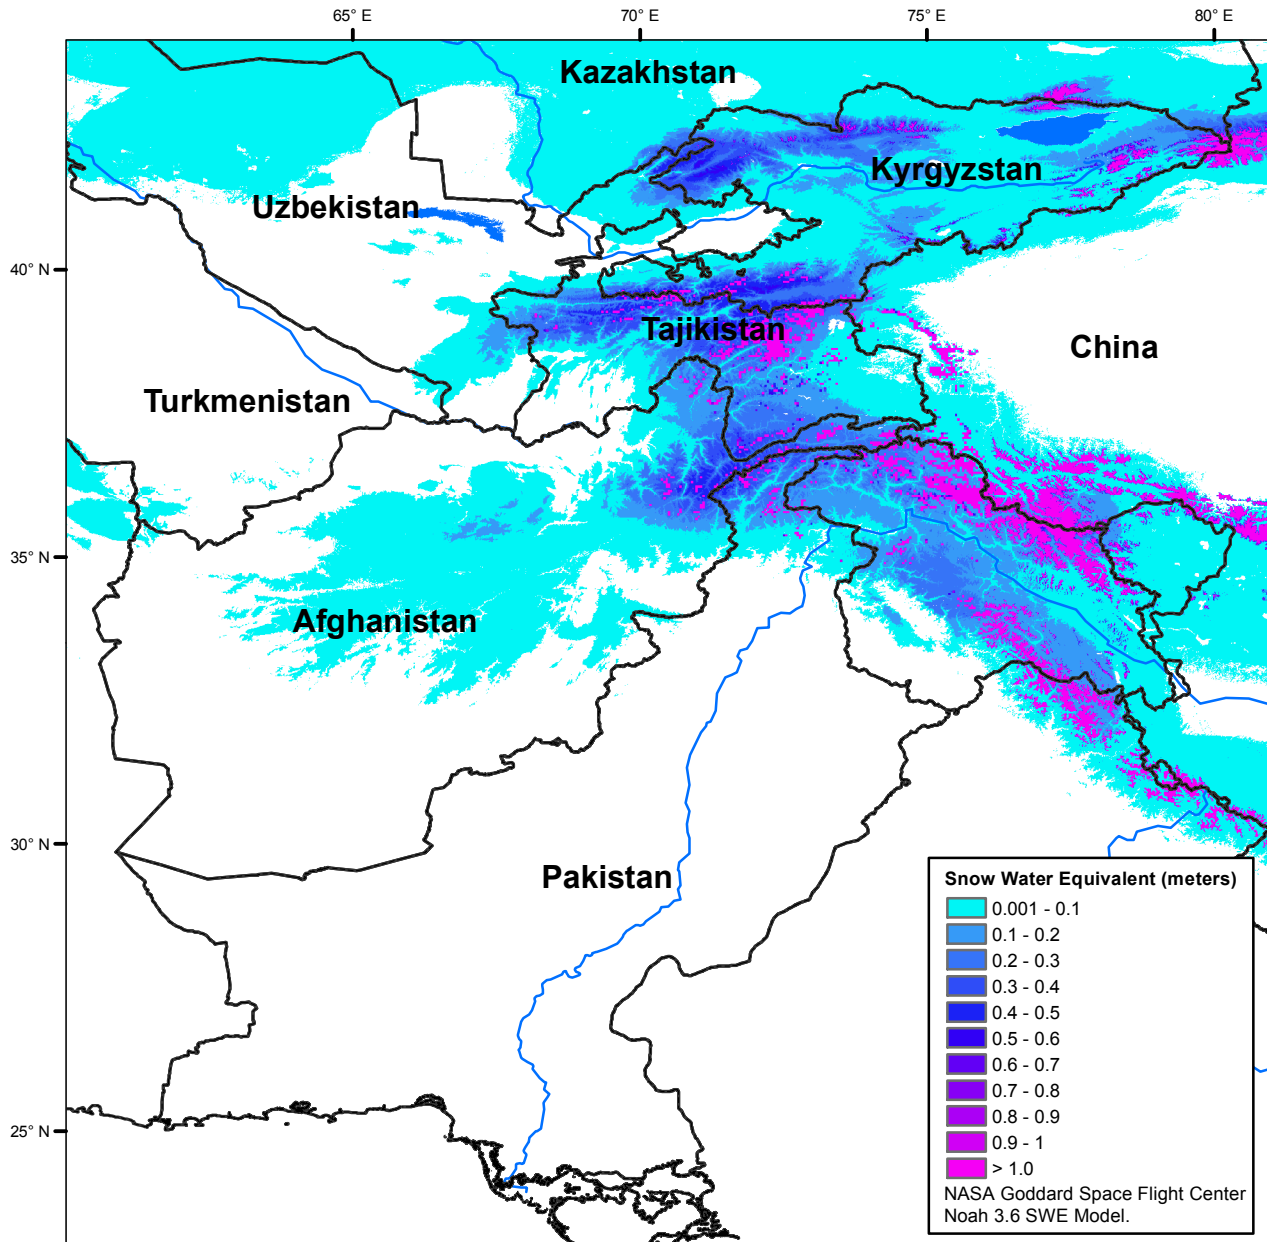 65° E
70° E
75° E
80° E
Kazakhstan
Kyrgyzstan
Uzbekistan
40° N
Tajikistan
China
Turkmenistan
35° N
Afghanistan
30° N
Pakistan
25° N
Snow Water Equivalent (meters)
0.001 - 0.1
0.1 - 0.2
0.2 - 0.3
0.3 - 0.4
0.4 - 0.5
0.5 - 0.6
0.6 - 0.7
0.7 - 0.8
0.8 - 0.9
0.9 - 1
> 1.0
NASA Goddard Space Flight Center
Noah 3.6 SWE Model.